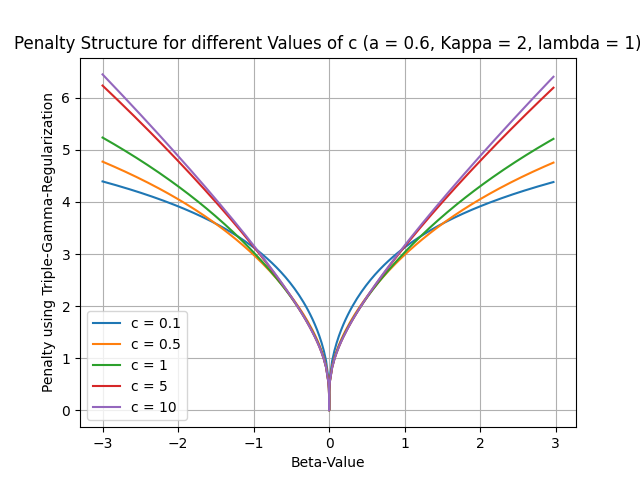 Penalty Structure for different Values of c (a = 0.6, Kappa = 2, lambda = 1)
Penalty using Triple-Gamma-Regularization
6
5
4
3
2
1
0
c = 0.1
c = 0.5
c = 1
c = 5
c = 10
−3
−2
−1
0
1
2
3
Beta-Value